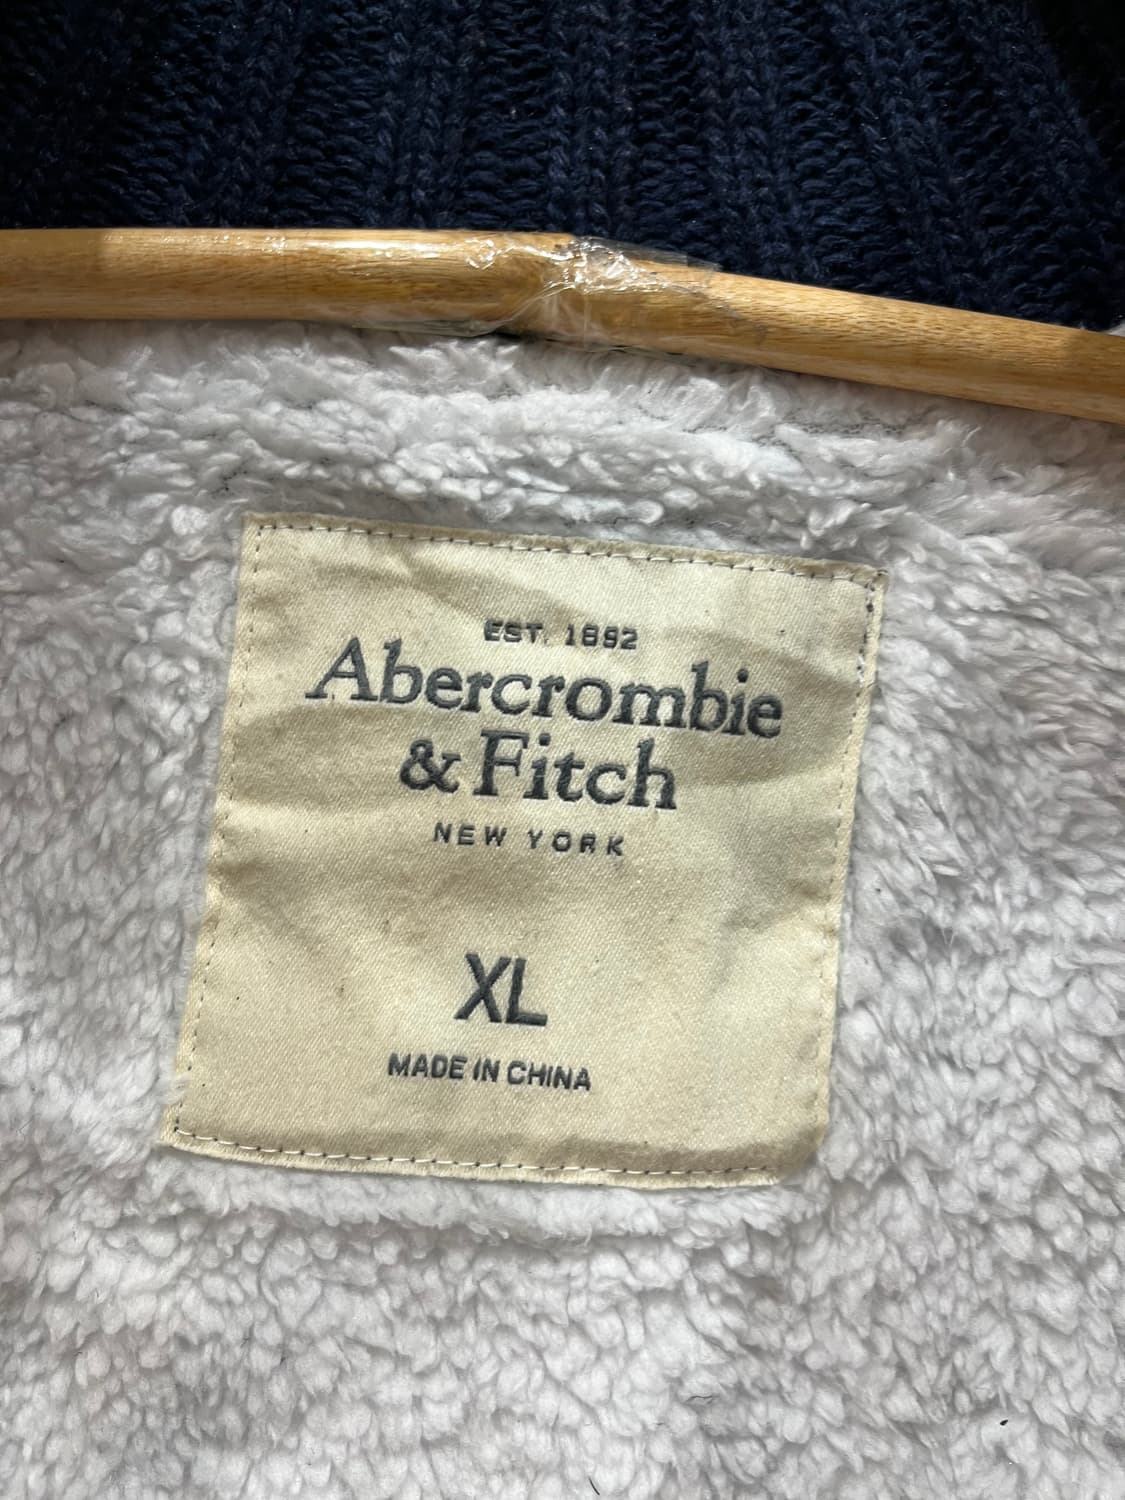 EST. 1892
Abercrombie
& Fitch
NEW YORK
XL
MADE IN CHINA